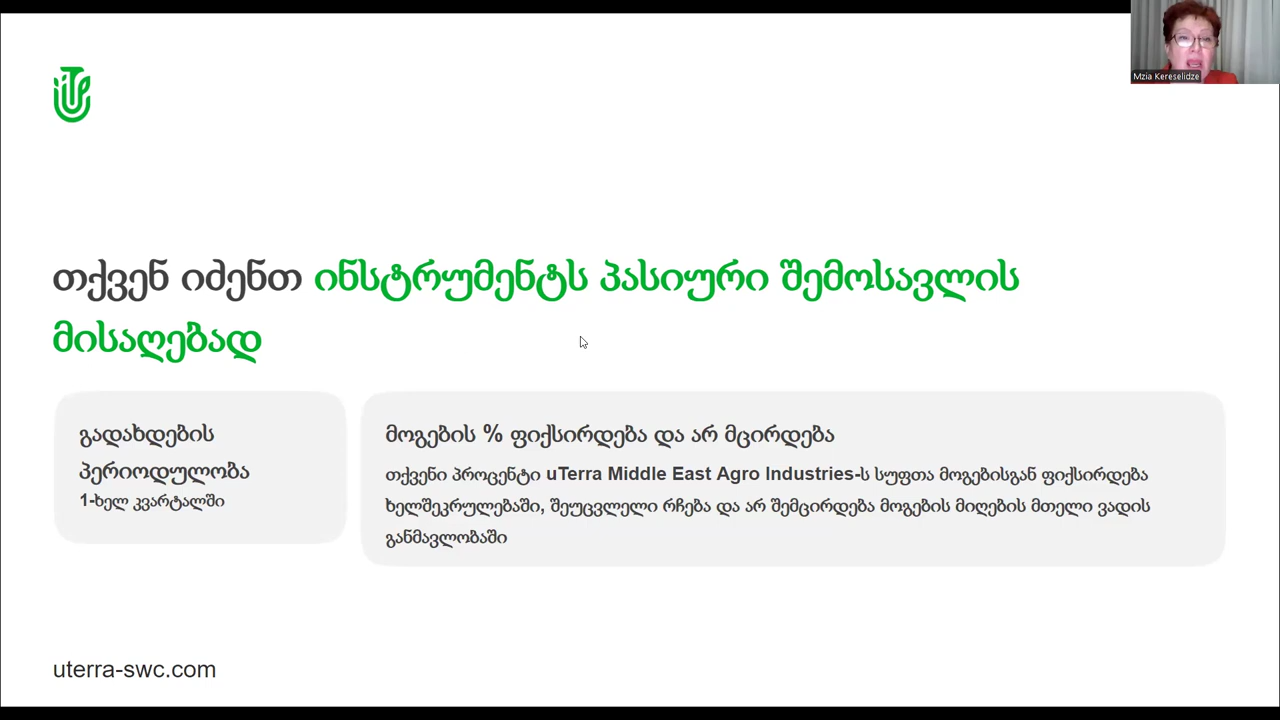 Mzia Kereselidze
თქვენ იძენთ ინსტრუმენტს პასიური შემოსავლის
მისაღებად
გადახდების
პერიოდულობა
1-ხელ კვარტალში
მოგების % ფიქსირდება და არ მცირდება
თქვენი პროცენტი uTerra Middle East Agro Industries-ს სუფთა მოგებისგან ფიქსირდება
ხელშეკრულებაში, შეუცვლელი რჩება და არ შემცირდება მოგების მიღების მთელი ვადის
განმავლობაში
uterra-swc.com